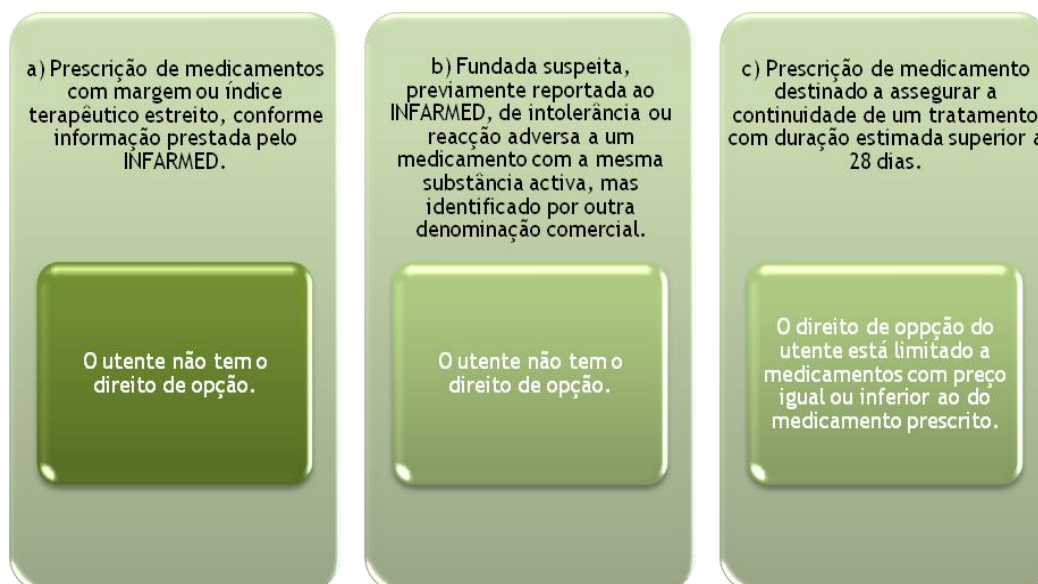 a) Prescrição de medicamentos
com margem ou índice
terapêutico estreito, conforme
informação prestada pelo
INFARMED.
O utente não tem o
direito de opção.
b) Fundada suspeita,
previamente reportada ao
INFARMED, de intolerância ou
reacção adversa a um
medicamento com a mesma
substância activa, mas
identificado por outra
denominação comercial.
O utente não tem o
direito de opção.
c) Prescrição de medicamento
destinado a assegurar a
continuidade de um tratamento
com duração estimada superior a
28 dias.
O direito de oppção do
utente está limitado a
medicamentos com preço
igual ou inferior ao do
medicamento prescrito.